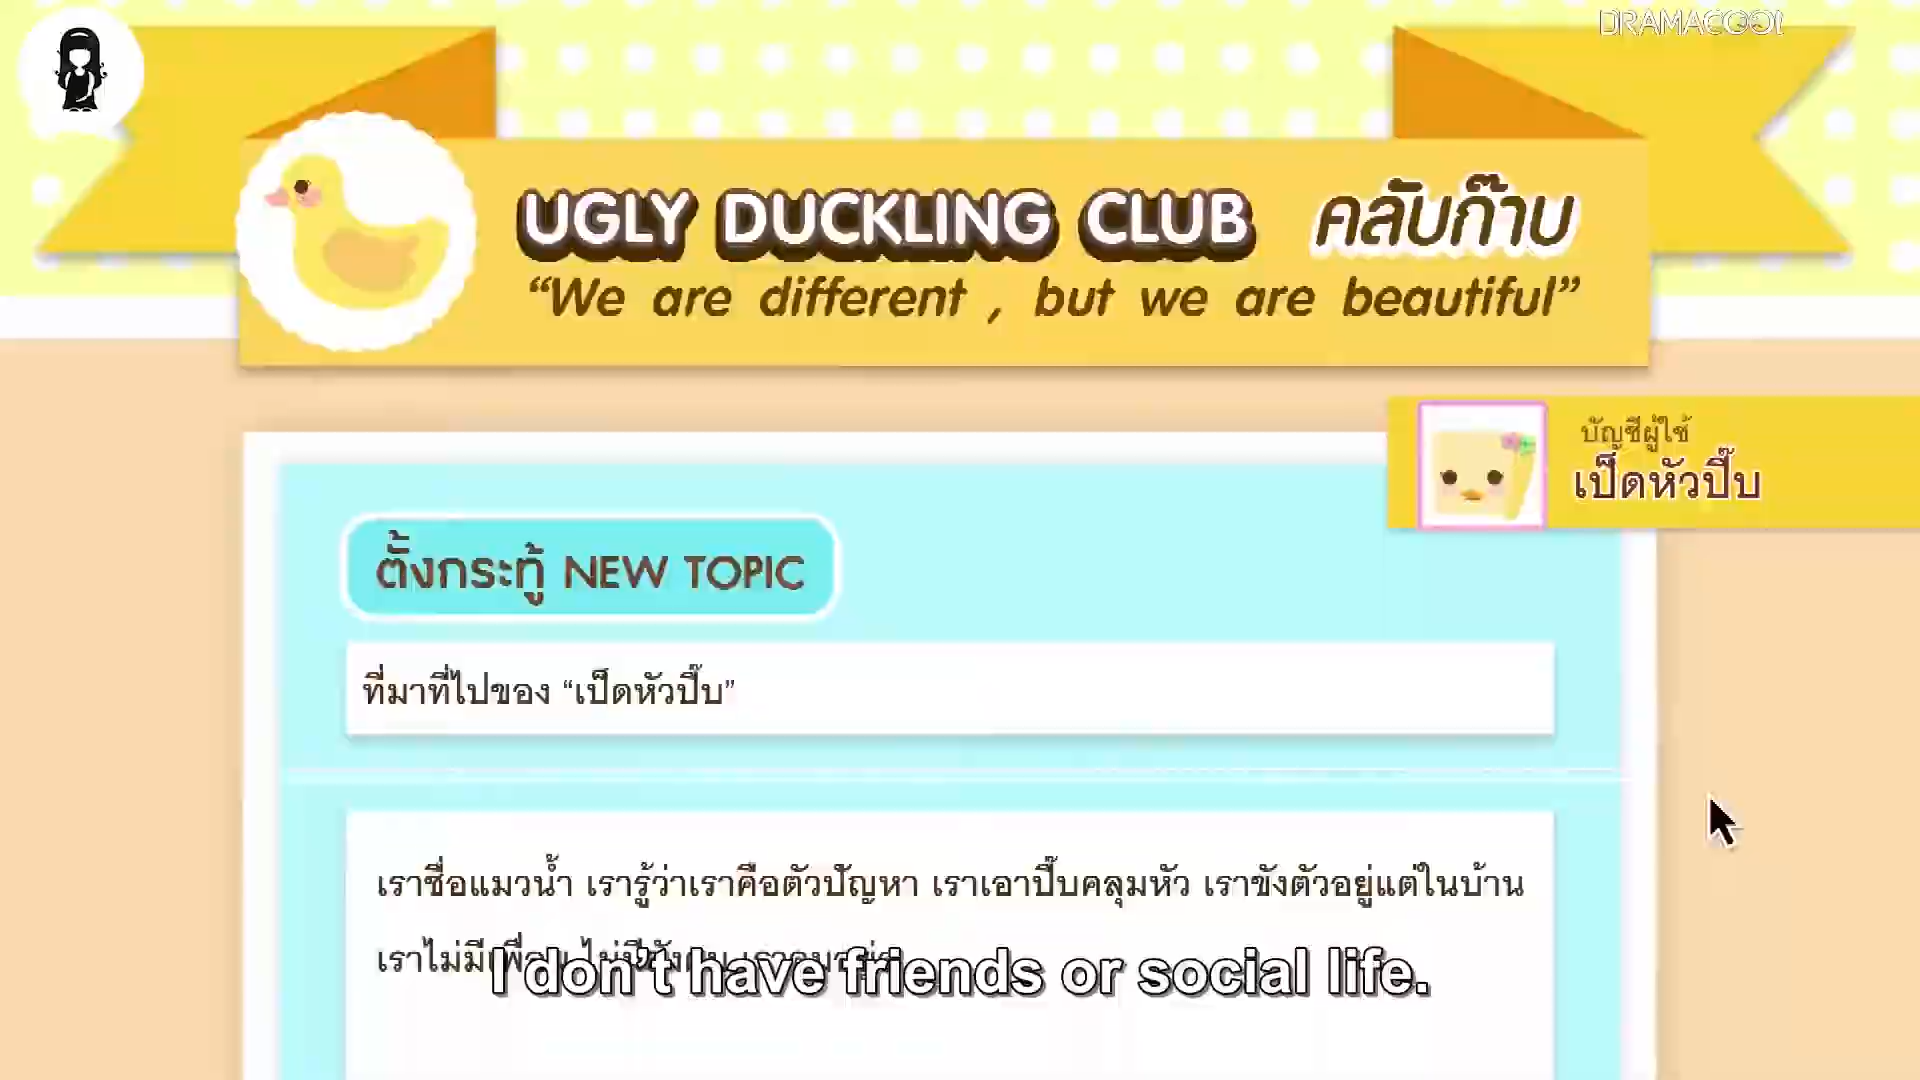 DRAMACOOL
UGLY DUCKLING CLUB คลับก๊าบ
“We are different , but we are beautiful”
บัญชีผู้ใช้
เป็ดหัวปี๊บ
ตั้งกระทู้ NEW TOPIC
ที่มาที่ไปของ “เป็ดหัวปี๊บ”
เราชื่อแมวน้ำ เรารู้ว่าเราคือตัวปัญหา เราเอาปี๊บคลุมหัว เราขังตัวอยู่แต่ในบ้าน
เราไม่มี
I don't have friends or social life.